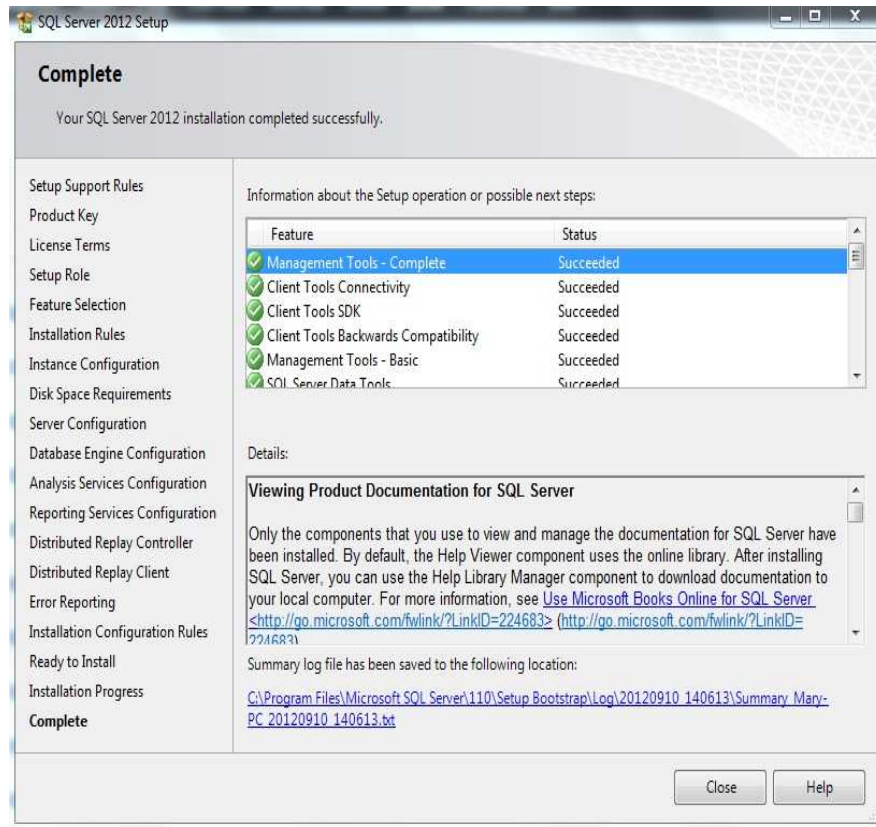 SQL Server 2012 Setup
Complete
Your SQL Server 2012 installation completed successfully.
Setup Support Rules
Product Key
License Terms
Setup Role
Feature Selection
Installation Rules
Instance Configuration
Disk Space Requirements
Server Configuration
Database Engine Configuration
Analysis Services Configuration
Reporting Services Configuration
Distributed Replay Controller
Distributed Replay Client
Error Reporting
Installation Configuration Rules
Ready to Install
Installation Progress
Complete
Information about the Setup operation or possible next steps:
Feature Status
Management Tools - Complete Succeeded
Client Tools Connectivity Succeeded
Client Tools SDK Succeeded
Client Tools Backwards Compatibility Succeeded
Management Tools - Basic Succeeded
SQL Server Data Tools Succeeded
Details:
Viewing Product Documentation for SQL Server
Only the components that you use to view and manage the documentation for SQL Server have
been installed. By default, the Help Viewer component uses the online library. After installing
SQL Server, you can use the Help Library Manager component to download documentation to
your local computer. For more information, see Use Microsoft Books Online for SQL Server
<http://go.microsoft.com/fwlink/?LinkID=224683> (http://go.microsoft.com/fwlink/?LinkID=
224683)
Summary log file has been saved to the following location:
C:\Program Files\Microsoft SQL Server\110\Setup Bootstrap\Log\20120910_140613\Summary_Mary-
PC_20120910_140613.txt
Close Help